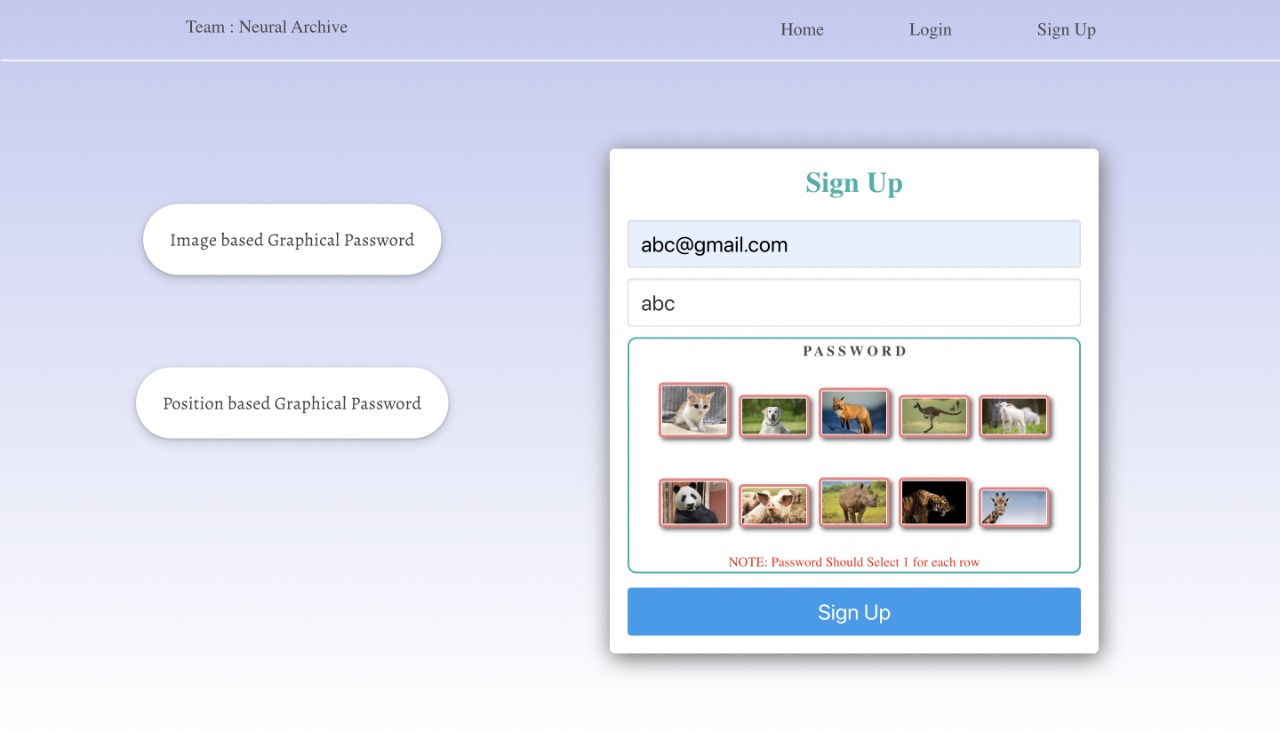 Team : Neural Archive
Home
Login
Sign Up
Image based Graphical Password
Position based Graphical Password
Sign Up
abc@gmail.com
abc
PASSWORD
NOTE: Password Should Select 1 for each row
Sign Up